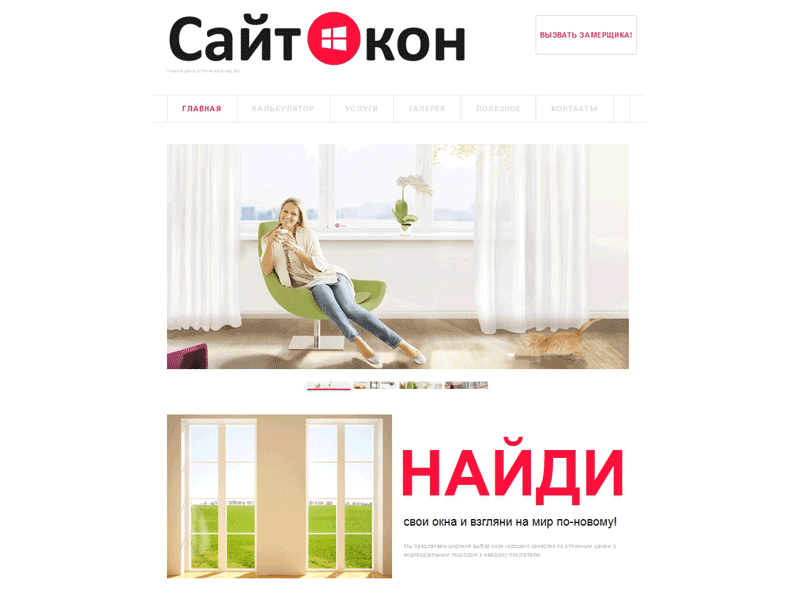 Сайт кон
ВЫЗВАТЬ ЗАМЕРЩИКА!
ГЛАВНАЯ КАЛЬКУЛЯТОР УСЛУГИ ГАЛЕРЕЯ ПОЛЕЗНОЕ КОНТАКТЫ
НАЙДИ
свои окна и взгляни на мир по-новому!
Мы предлагаем широкий выбор окон хорошего качества по отличным ценам с
индивидуальным подходом к каждому покупателю.